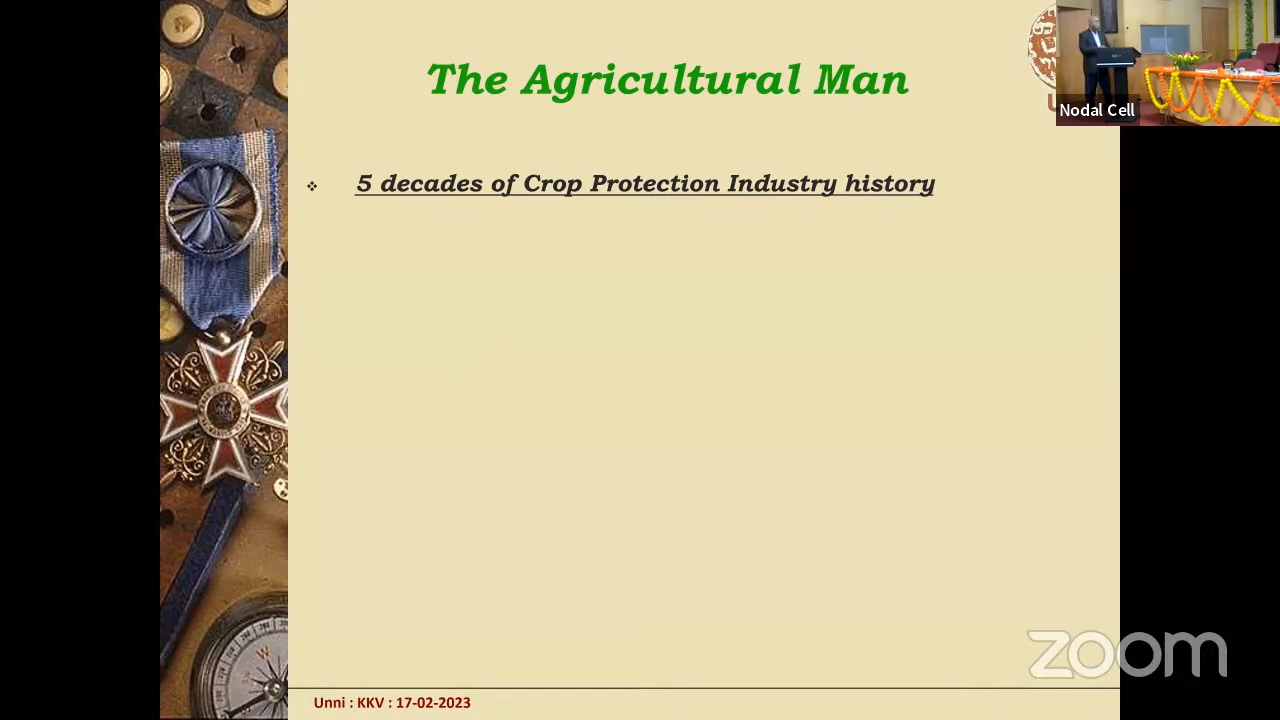 The Agricultural Man
Nodal Cell
❖ 5 decades of Crop Protection Industry history
zoom
Unni : KKV : 17-02-2023